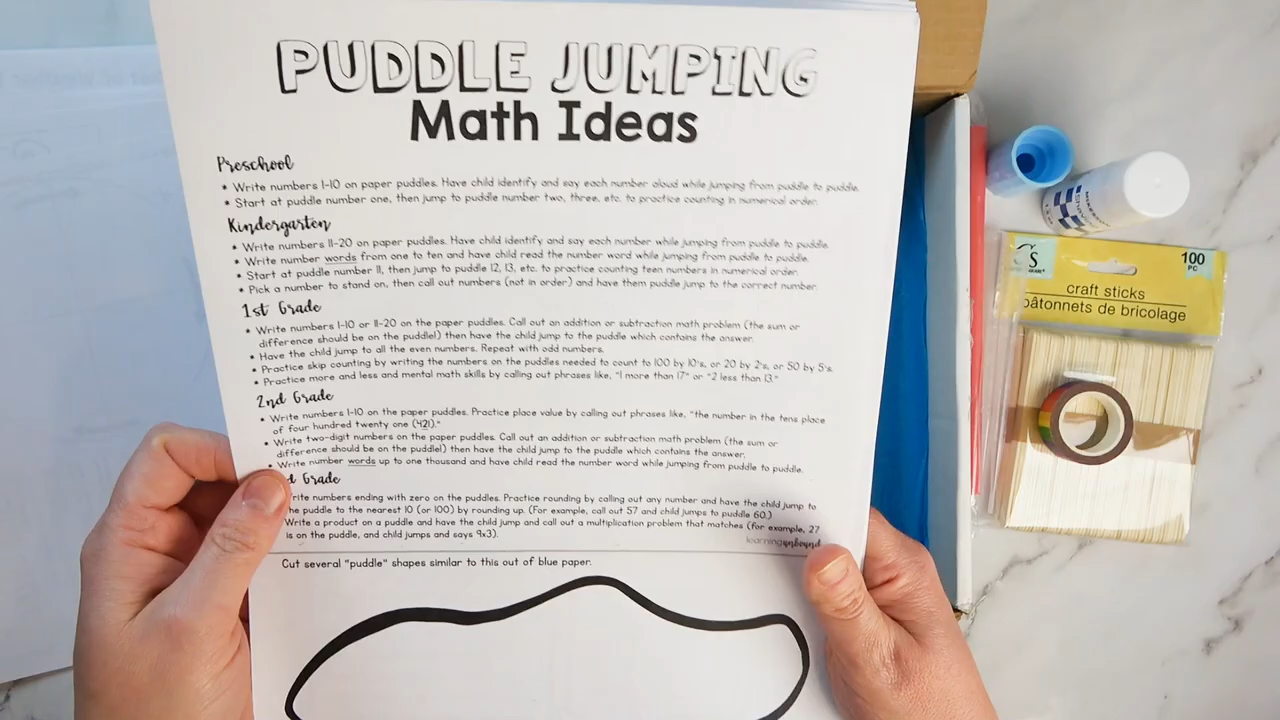 PUDDLE JUMPING
Math Ideas
Preschool
* Write numbers 1-10 on paper puddles. Have child identify and say each number aloud while jumping from puddle to puddle.
* Start at puddle number one, then jump to puddle number two, three, etc. to practice counting in numerical order.
Kindergarten
* Write numbers 11-20 on paper puddles. Have child identify and say each number while jumping from puddle to puddle.
* Write number words from one to ten and have child read the number word while jumping from puddle to puddle.
* Start at puddle number 11, then jump to puddle 12, 13, etc. to practice counting teen numbers in numerical order.
* Pick a number to stand on, then call out numbers (not in order) and have them puddle jump to the correct number.
1st Grade
* Write numbers 1-10 or 11-20 on the paper puddles. Call out an addition or subtraction math problem (the sum or
difference should be on the puddle!) then have the child jump to the puddle which contains the answer.
* Have the child jump to all the even numbers. Repeat with odd numbers.
* Practice skip counting by writing the numbers on the puddles needed to count to 100 by 10's, or 20 by 2's, or 50 by 5's.
* Practice more and less and mental math skills by calling out phrases like, "1 more than 17" or "2 less than 13."
2nd Grade
* Write numbers 1-10 on the paper puddles. Practice place value by calling out phrases like, "the number in the tens place
of four hundred twenty one (421)."
* Write two-digit numbers on the paper puddles. Call out an addition or subtraction math problem (the sum or
difference should be on the puddle!) then have the child jump to the puddle which contains the answer.
* Write number words up to one thousand and have child read the number word while jumping from puddle to puddle.
d Grade
rite numbers ending with zero on the puddles. Practice rounding by calling out any number and have the child jump to
he puddle to the nearest 10 (or 100) by rounding up. (For example, call out 57 and child jumps to puddle 60.)
Write a product on a puddle and have the child jump and call out a multiplication problem that matches (for example, 27
is on the puddle, and child jumps and says 9x3).
learning unbound
Cut several "puddle" shapes similar to this out of blue paper.
CS
100
PC
craft sticks
bâtonnets de bricolage